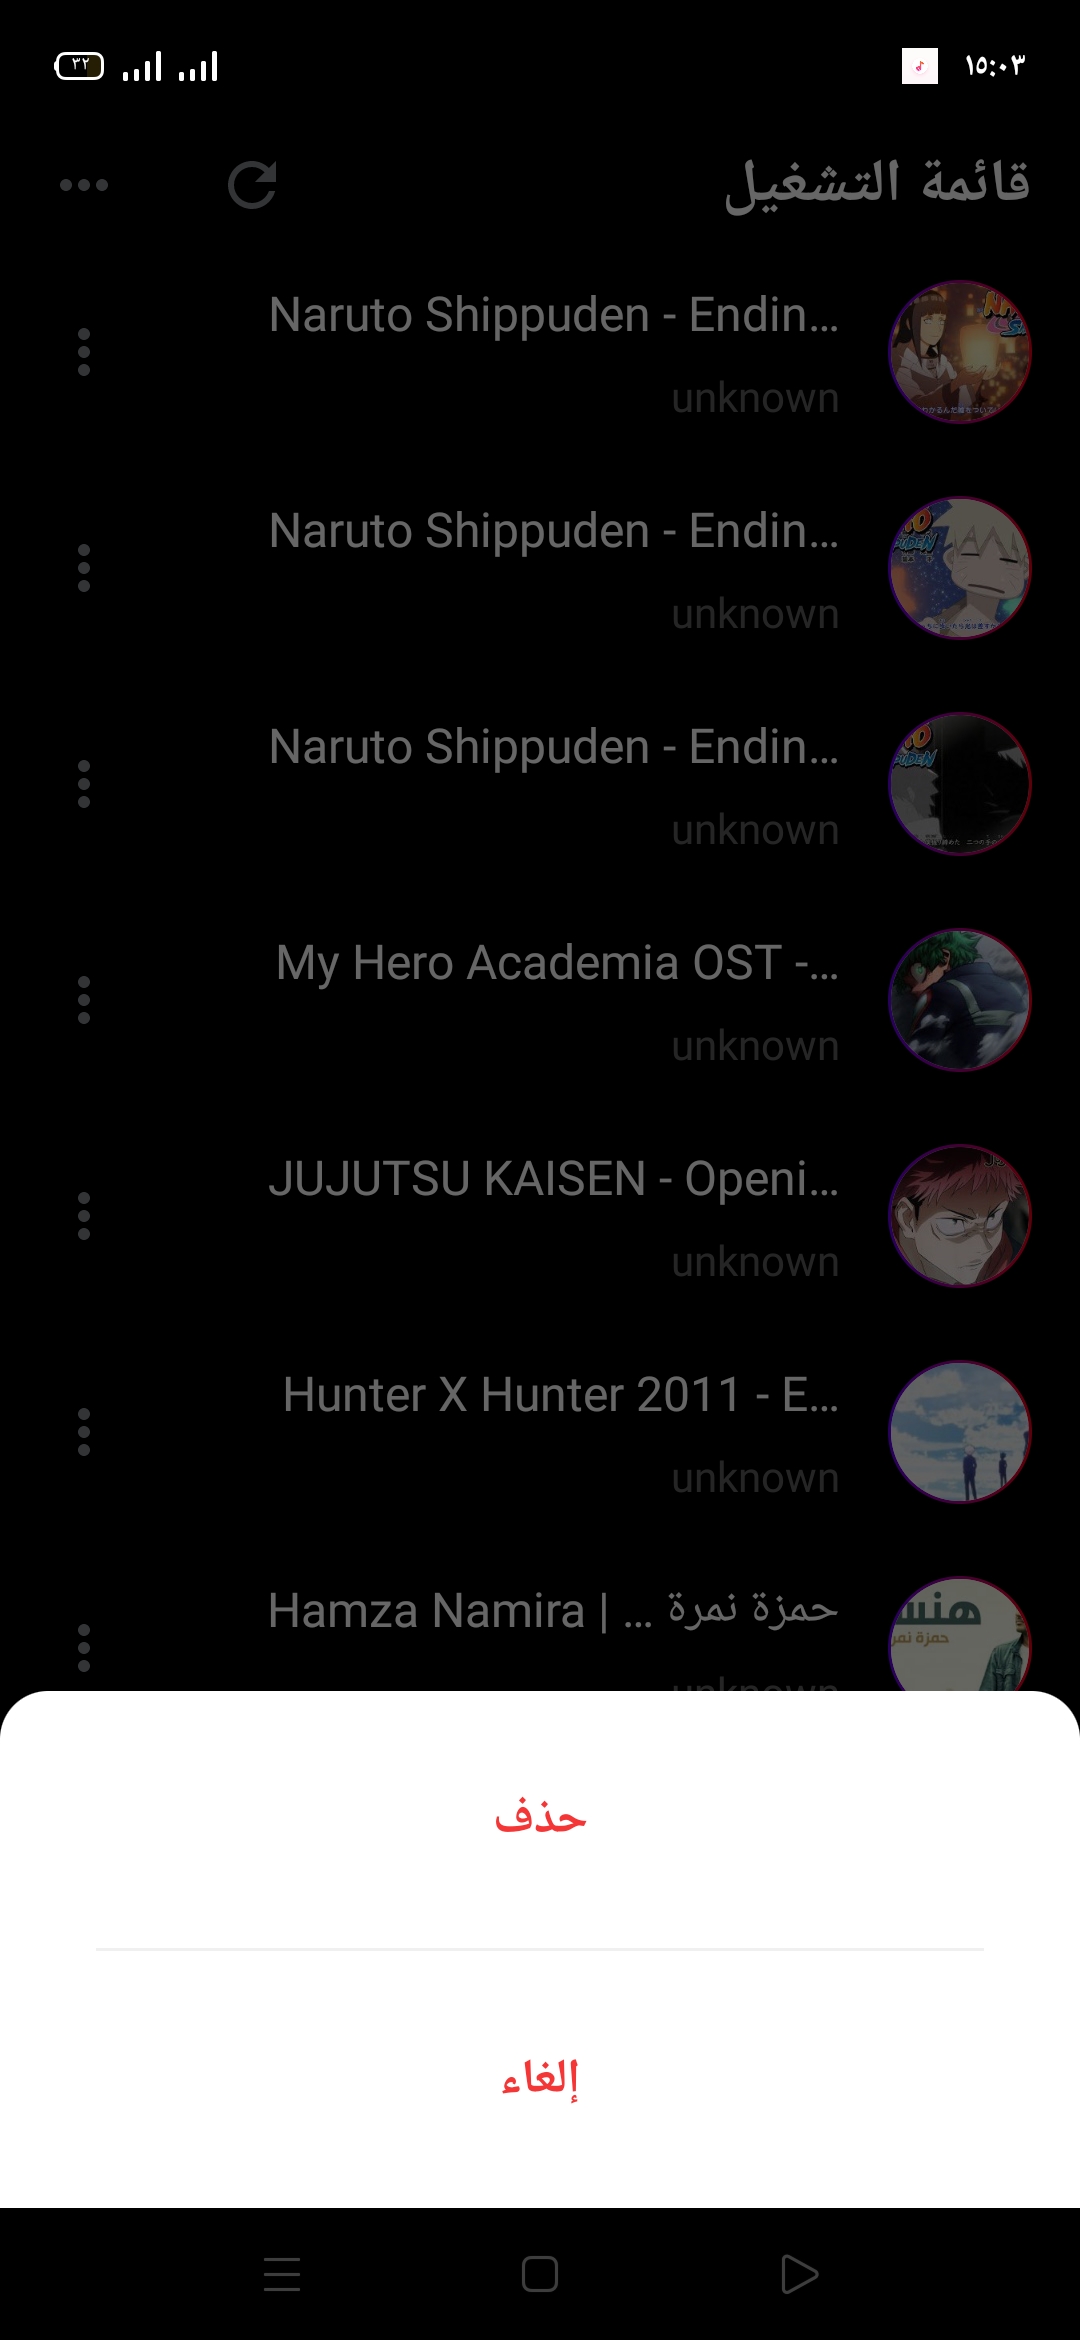 ٣٢
١٥:٠٣
قائمة التشغيل
Naruto Shippuden - Endin...
unknown
Naruto Shippuden - Endin...
unknown
Naruto Shippuden - Endin...
unknown
My Hero Academia OST -...
unknown
JUJUTSU KAISEN - Openi...
unknown
Hunter X Hunter 2011 - E...
unknown
حمزة نمرة ... | Hamza Namira
unknown
حذف
إلغاء